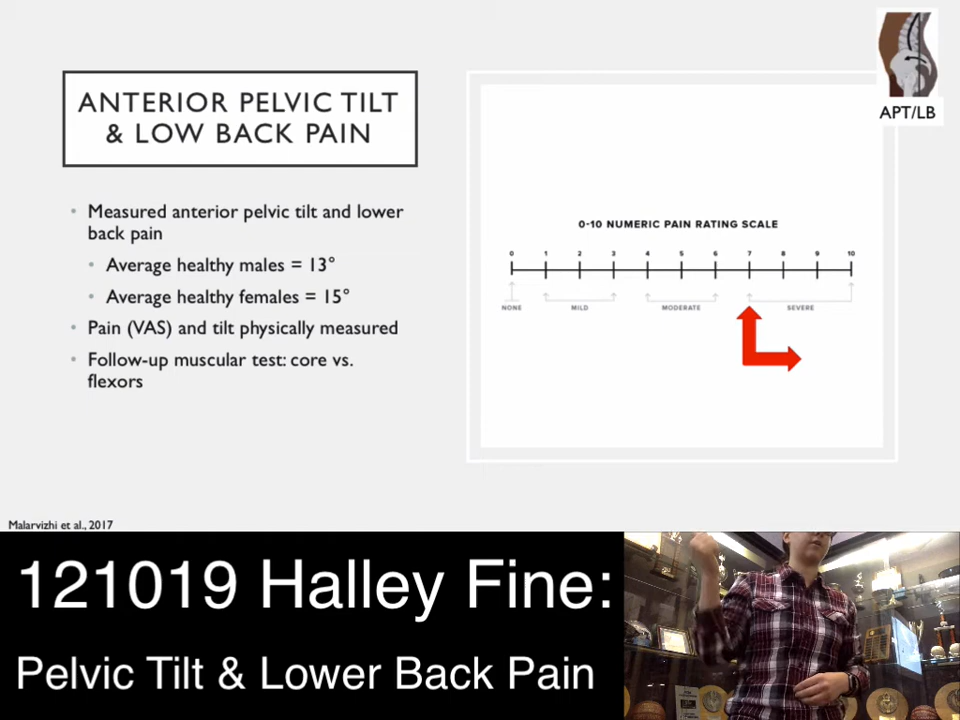 ANTERIOR PELVIC TILT
& LOW BACK PAIN
APT/LB
• Measured anterior pelvic tilt and lower
back pain
• Average healthy males = 13°
• Average healthy females = 15°
• Pain (VAS) and tilt physically measured
• Follow-up muscular test: core vs.
flexors
0-10 NUMERIC PAIN RATING SCALE
0 1 2 3 4 5 6 7 8 9 10
NONE MILD MODERATE SEVERE
Malarvizhi et al., 2017
121019 Halley Fine:
Pelvic Tilt & Lower Back Pain